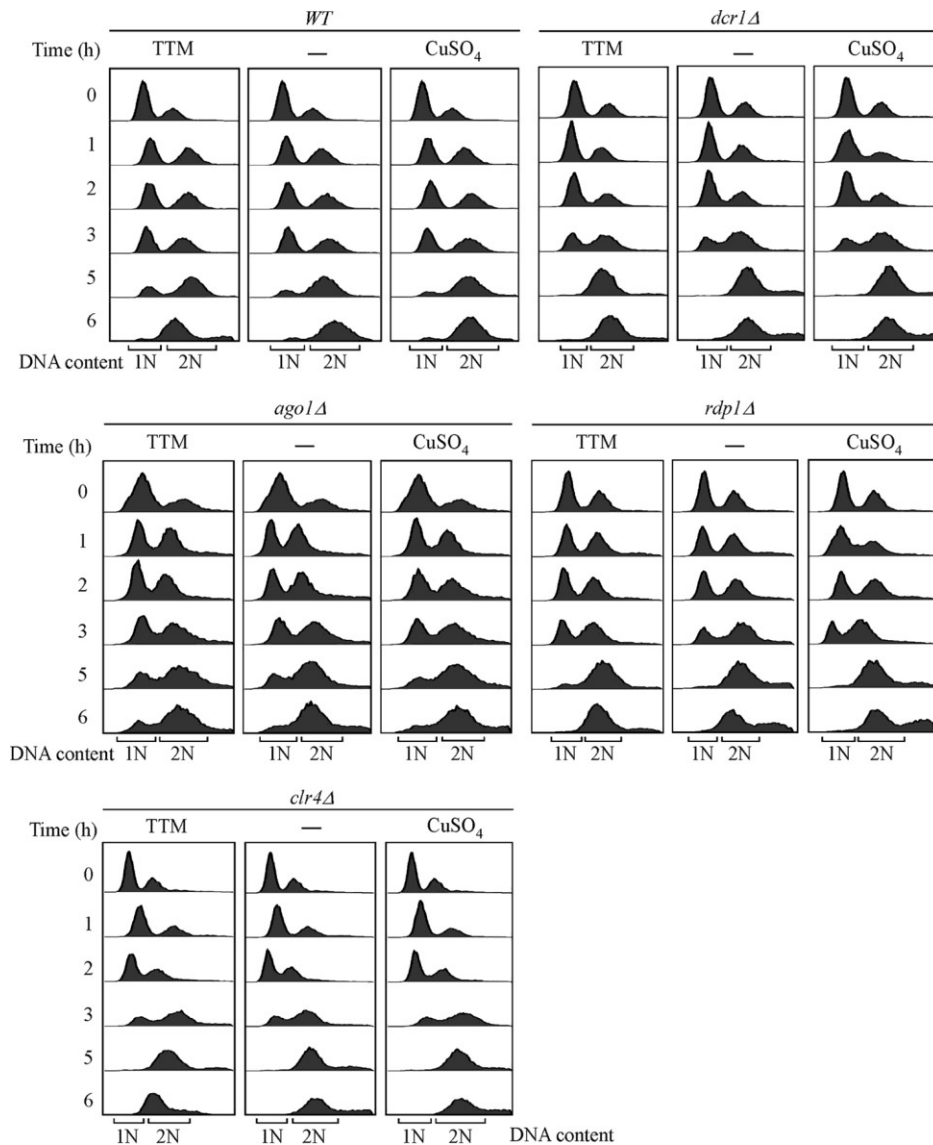 WT dcr1Δ
Time (h) TTM — CuSO₄ Time (h) TTM — CuSO₄
0
1
2
3
5
6
DNA content 1N 2N 1N 2N 1N 2N 1N 2N 1N 2N 1N 2N
ago1Δ rdp1Δ
Time (h) TTM — CuSO₄ TTM — CuSO₄
0
1
2
3
5
6
DNA content 1N 2N 1N 2N 1N 2N 1N 2N 1N 2N 1N 2N
clr4Δ
Time (h) TTM — CuSO₄
0
1
2
3
5
6
1N 2N 1N 2N 1N 2N DNA content